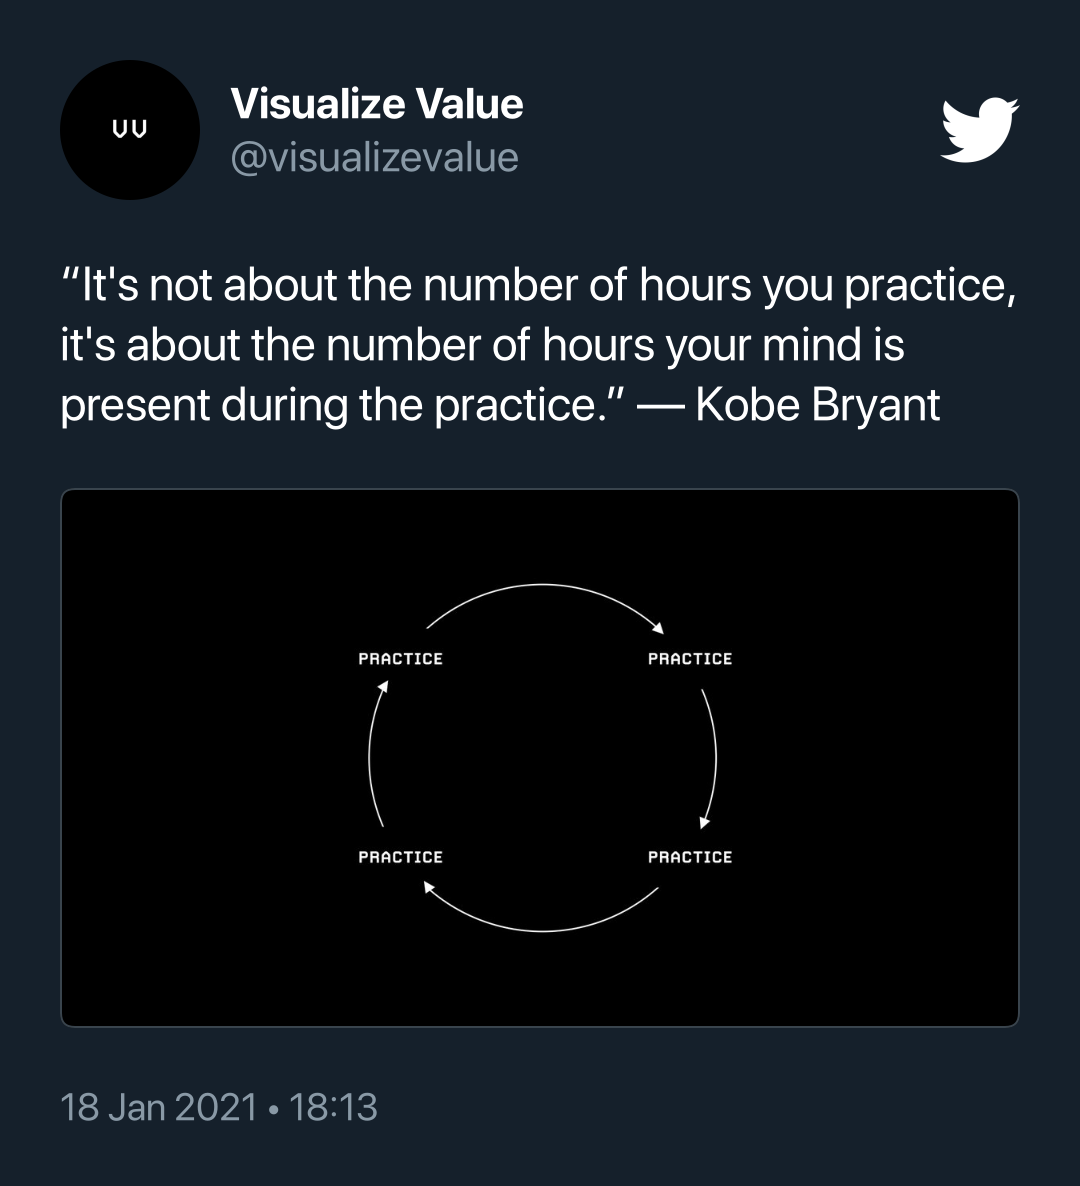 VV
Visualize Value
@visualizevalue
“It's not about the number of hours you practice,
it's about the number of hours your mind is
present during the practice.” — Kobe Bryant
PRACTICE PRACTICE
PRACTICE PRACTICE
18 Jan 2021 • 18:13